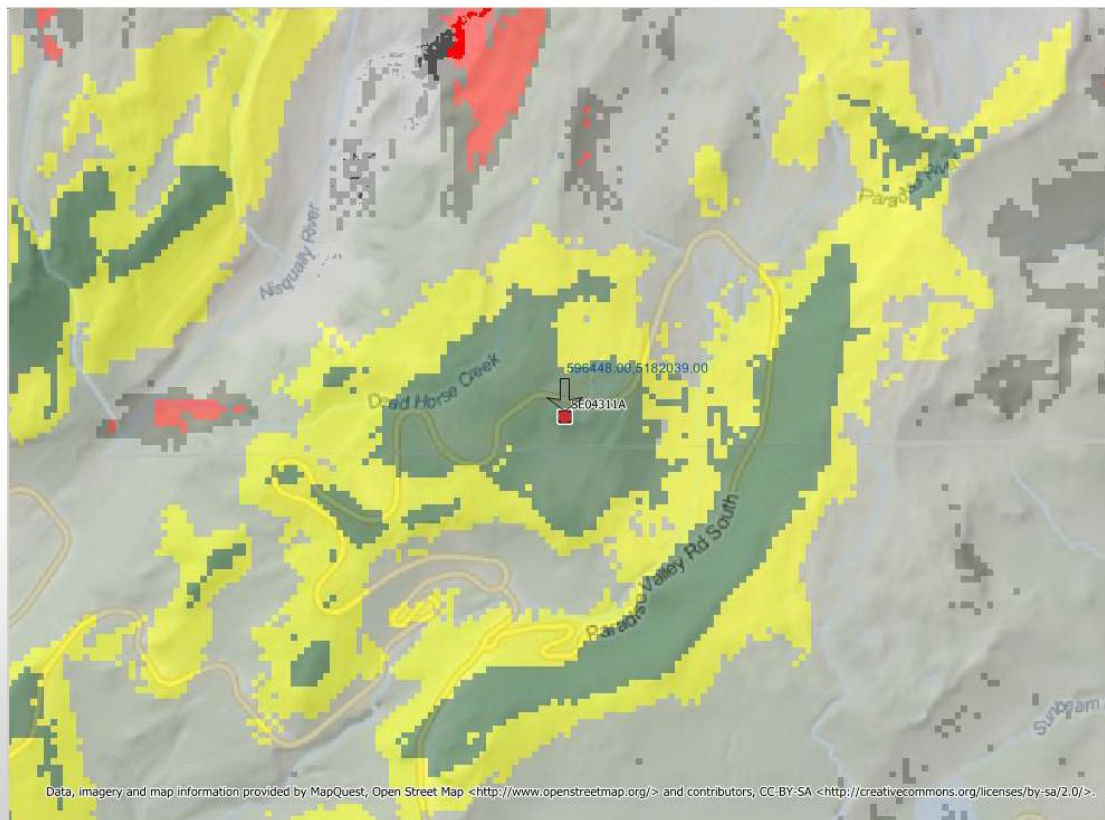 Paradise River
Nisqually River
596448.00,5182039.00
Dead Horse Creek
SE04311A
Paradise Valley Rd South
Sunbeam
Data, imagery and map information provided by MapQuest, Open Street Map <http://www.openstreetmap.org/> and contributors, CC-BY-SA <http://creativecommons.org/licenses/by-sa/2.0/>.